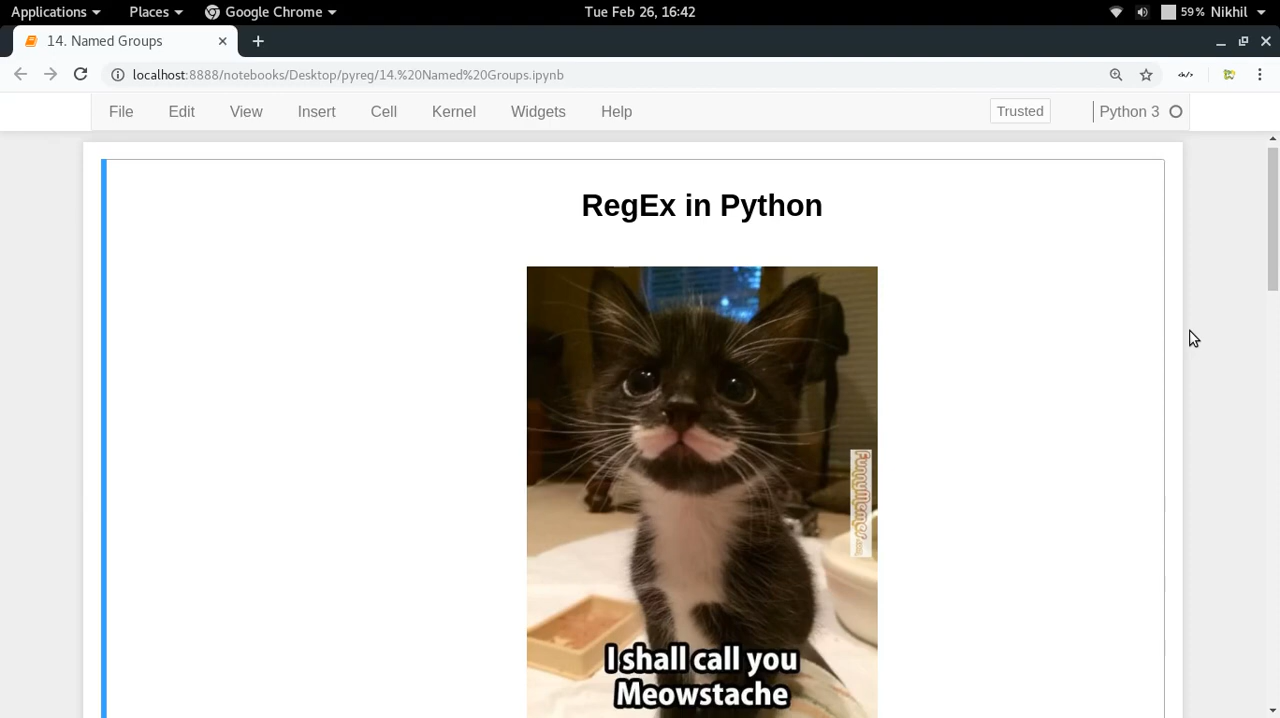 Applications Places Google Chrome Tue Feb 26, 16:42 59% Nikhil
14. Named Groups
localhost:8888/notebooks/Desktop/pyreg/14.%20Named%20Groups.ipynb
File Edit View Insert Cell Kernel Widgets Help Trusted Python 3
RegEx in Python
I shall call you
Meowstache